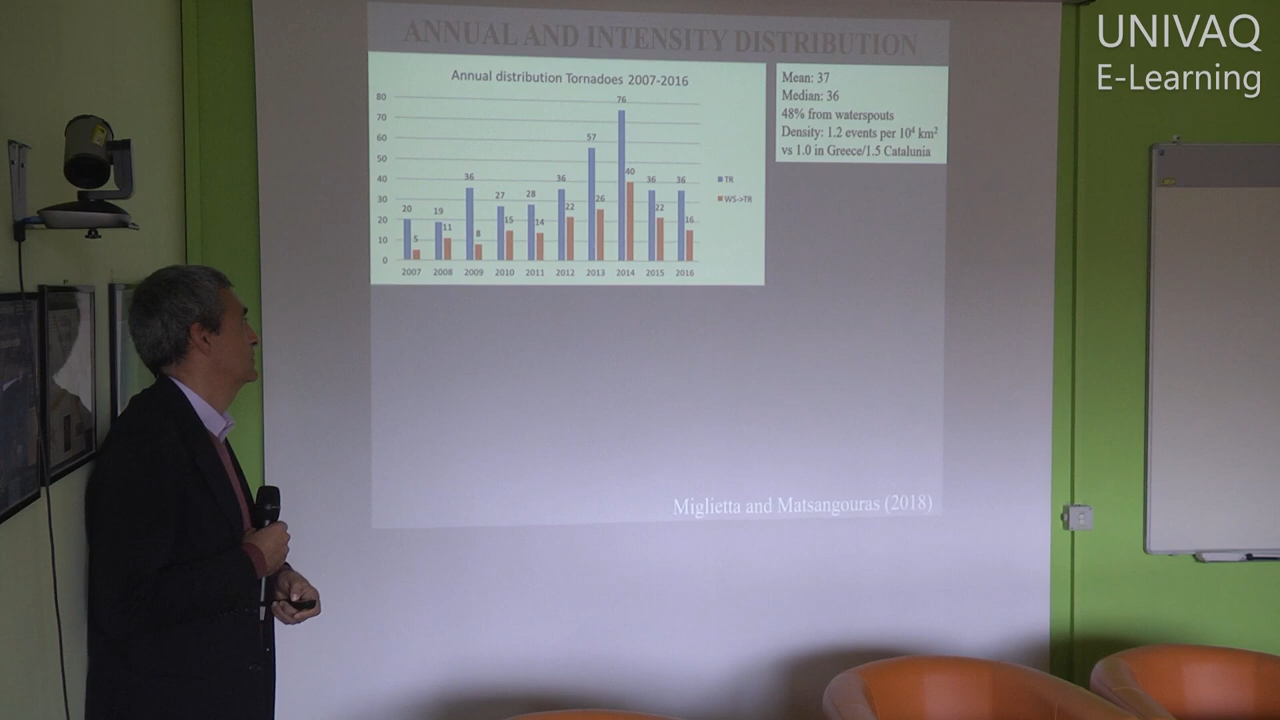 UNIVAQ
E-Learning
ANNUAL AND INTENSITY DISTRIBUTION
Annual distribution Tornadoes 2007-2016
80
70
60
50
40
30
20
10
0
20
5
19
11
36
8
27
15
28
14
36
22
57
26
76
40
36
22
36
16
2007 2008 2009 2010 2011 2012 2013 2014 2015 2016
TR
WS->TR
Mean: 37
Median: 36
48% from waterspouts
Density: 1.2 events per 10⁴ km²
vs 1.0 in Greece/1.5 Catalunia
Miglietta and Matsangouras (2018)